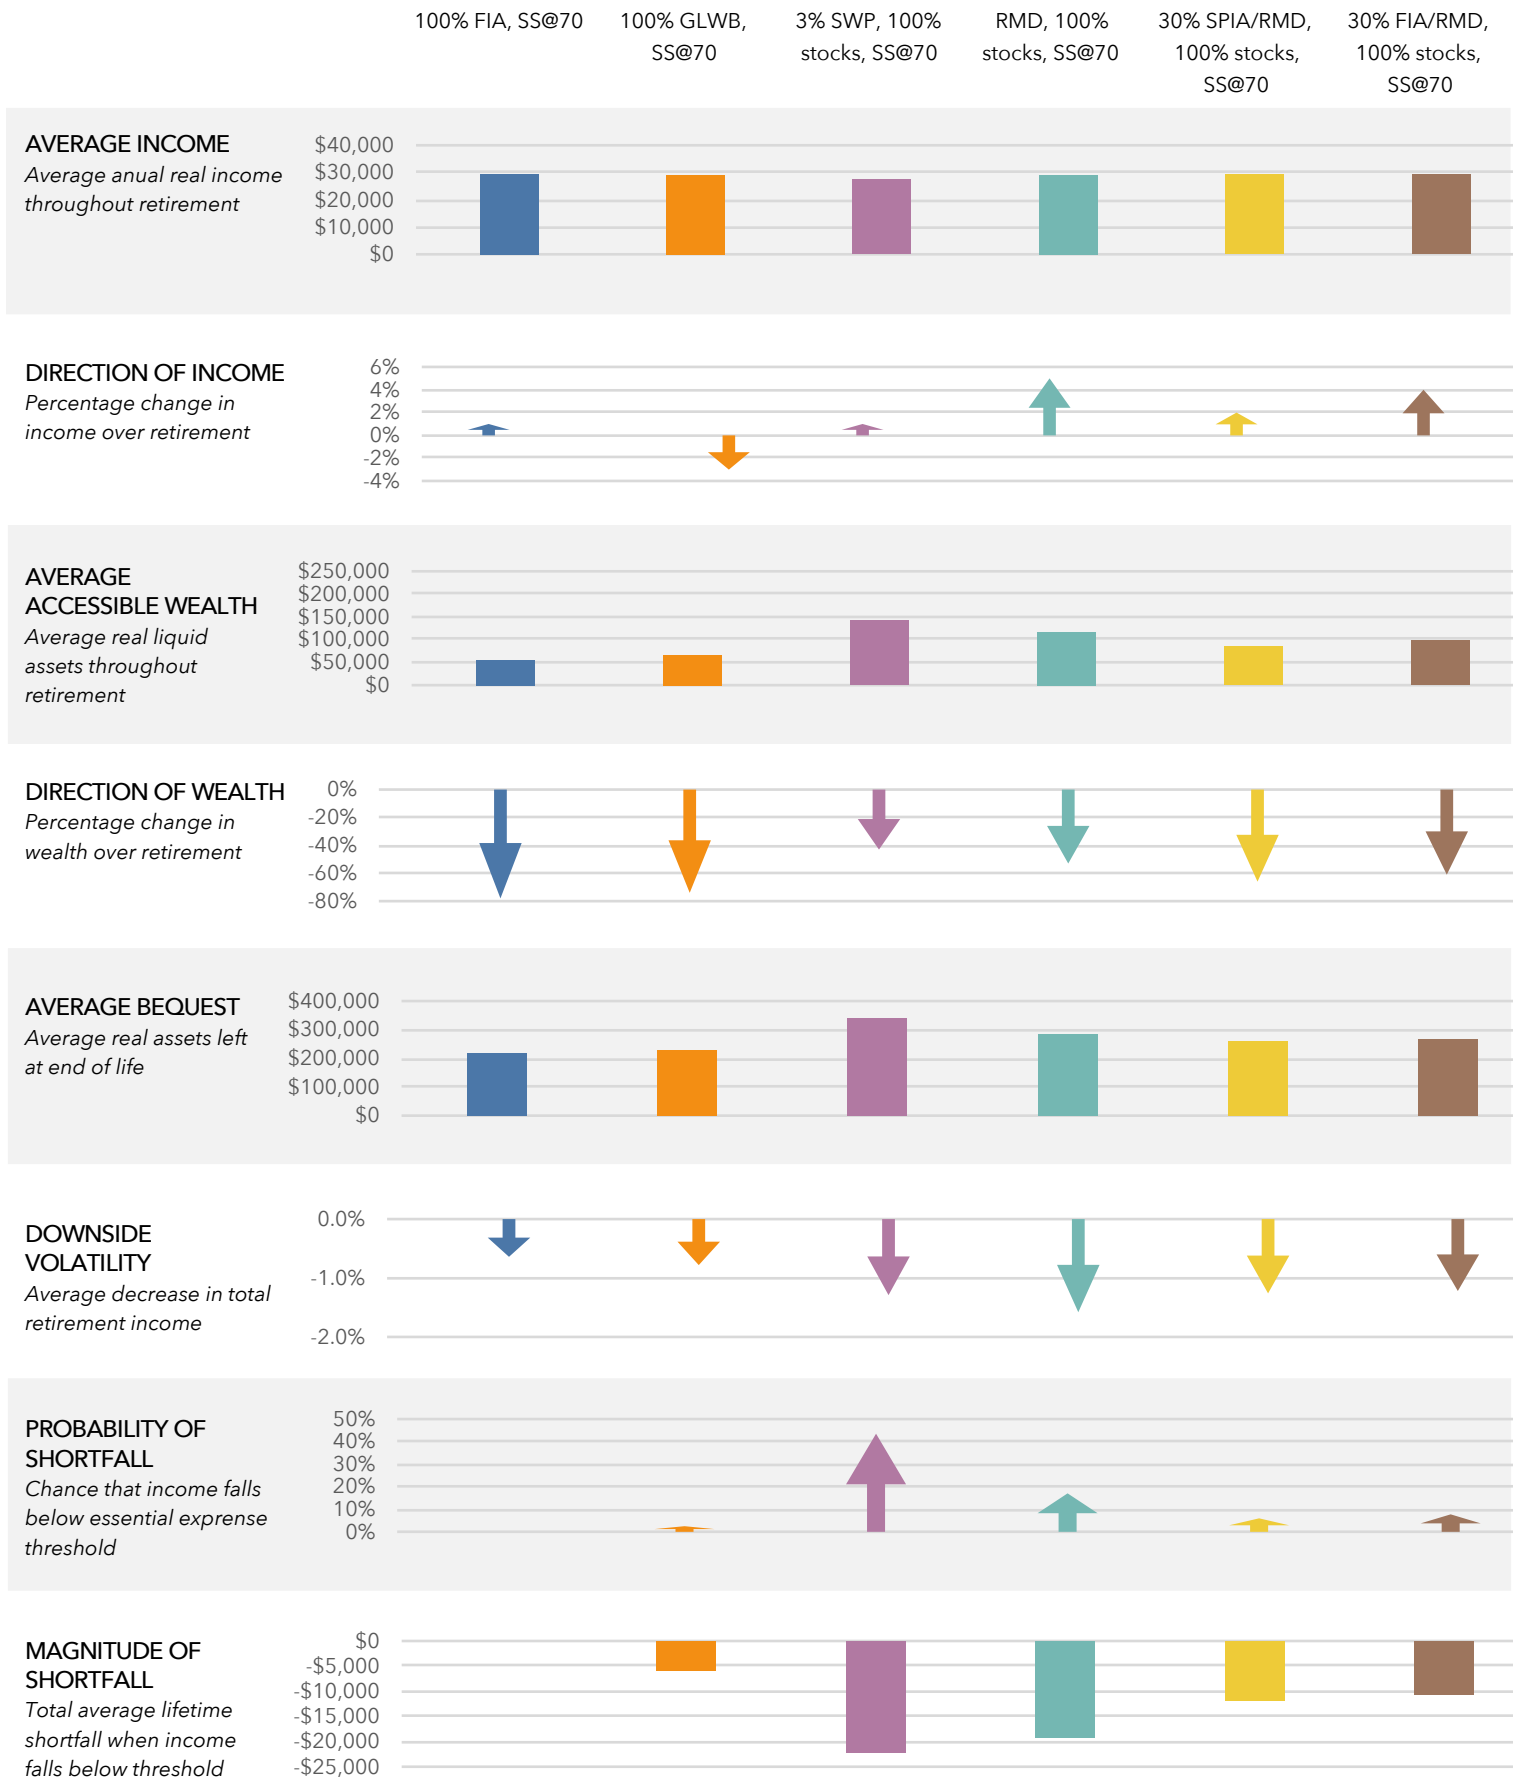 100% FIA, SS@70
100% GLWB,
SS@70
3% SWP, 100%
stocks, SS@70
RMD, 100%
stocks, SS@70
30% SPIA/RMD,
100% stocks,
SS@70
30% FIA/RMD,
100% stocks,
SS@70
AVERAGE INCOME
Average anual real income
throughout retirement
$40,000
$30,000
$20,000
$10,000
$0
DIRECTION OF INCOME
Percentage change in
income over retirement
6%
4%
2%
0%
-2%
-4%
AVERAGE
ACCESSIBLE WEALTH
Average real liquid
assets throughout
retirement
$250,000
$200,000
$150,000
$100,000
$50,000
$0
DIRECTION OF WEALTH
Percentage change in
wealth over retirement
0%
-20%
-40%
-60%
-80%
AVERAGE BEQUEST
Average real assets left
at end of life
$400,000
$300,000
$200,000
$100,000
$0
DOWNSIDE
VOLATILITY
Average decrease in total
retirement income
0.0%
-1.0%
-2.0%
PROBABILITY OF
SHORTFALL
Chance that income falls
below essential exprense
threshold
50%
40%
30%
20%
10%
0%
MAGNITUDE OF
SHORTFALL
Total average lifetime
shortfall when income
falls below threshold
$0
-$5,000
-$10,000
-$15,000
-$20,000
-$25,000